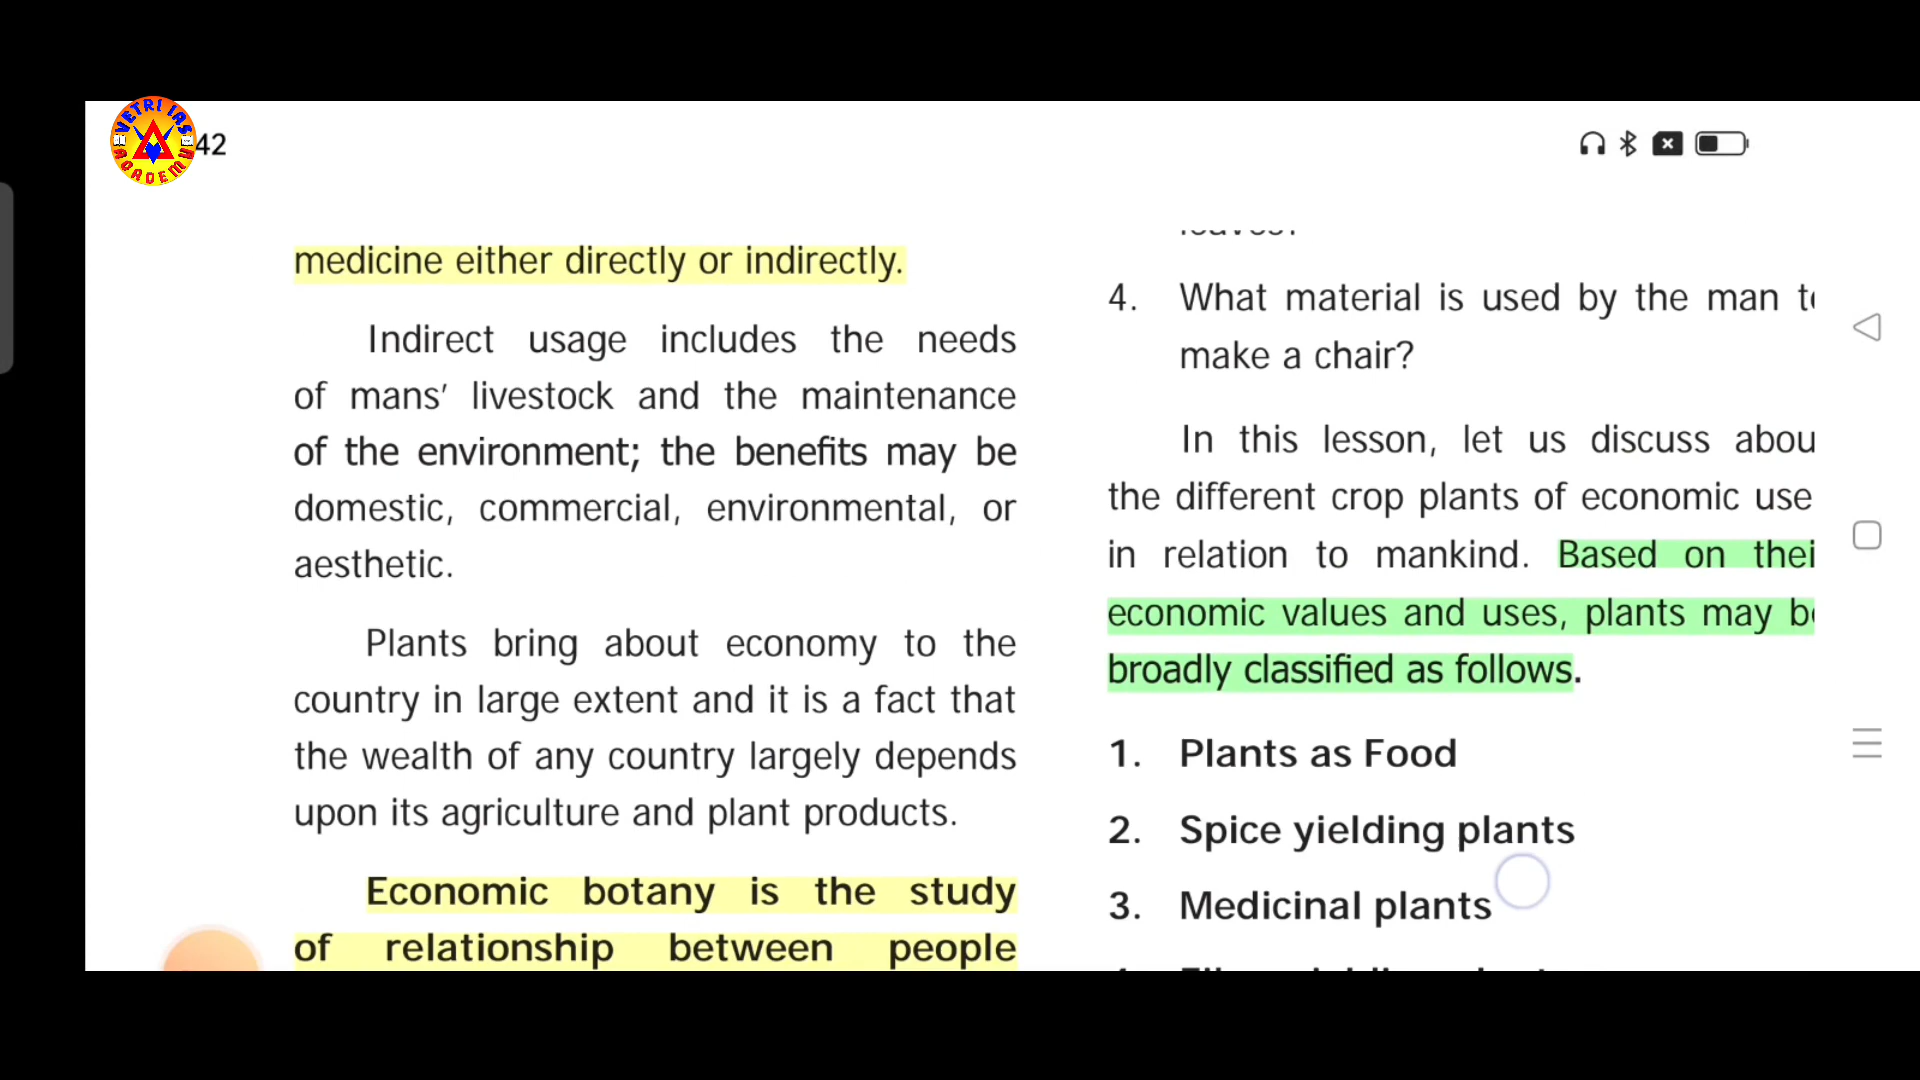 VETRI IAS
ACADEMY
42
medicine either directly or indirectly.
Indirect usage includes the needs
of mans' livestock and the maintenance
of the environment; the benefits may be
domestic, commercial, environmental, or
aesthetic.
Plants bring about economy to the
country in large extent and it is a fact that
the wealth of any country largely depends
upon its agriculture and plant products.
Economic botany is the study
of relationship between people
4. What material is used by the man
make a chair?
In this lesson, let us discuss abou
the different crop plants of economic use
in relation to mankind. Based on thei
economic values and uses, plants may
broadly classified as follows.
1. Plants as Food
2. Spice yielding plants
3. Medicinal plants